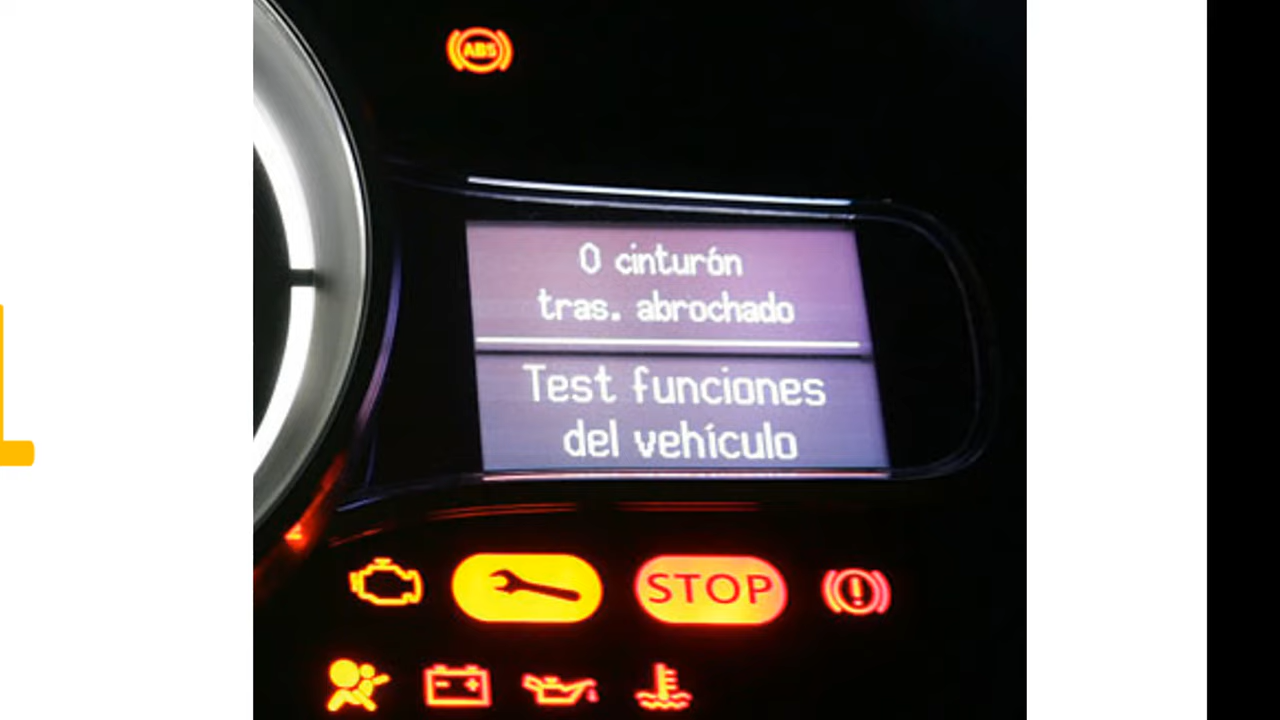 ABS
0 cinturón
tras. abrochado
Test funciones
del vehículo
STOP